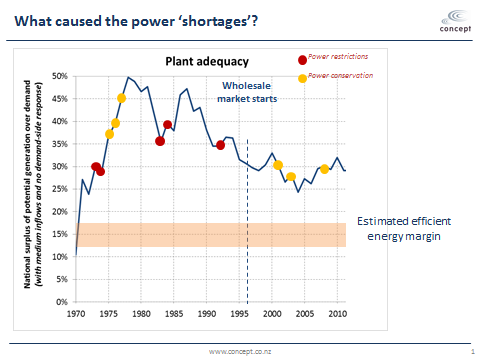 What caused the power ‘shortages’?
concept
Plant adequacy
Power restrictions
Power conservation
Wholesale
market starts
National surplus of potential generation over demand
(with medium inflows and no demand-side response)
50%
45%
40%
35%
30%
25%
20%
15%
10%
5%
0%
1970
1975
1980
1985
1990
1995
2000
2005
2010
Estimated efficient
energy margin
www.concept.co.nz
1